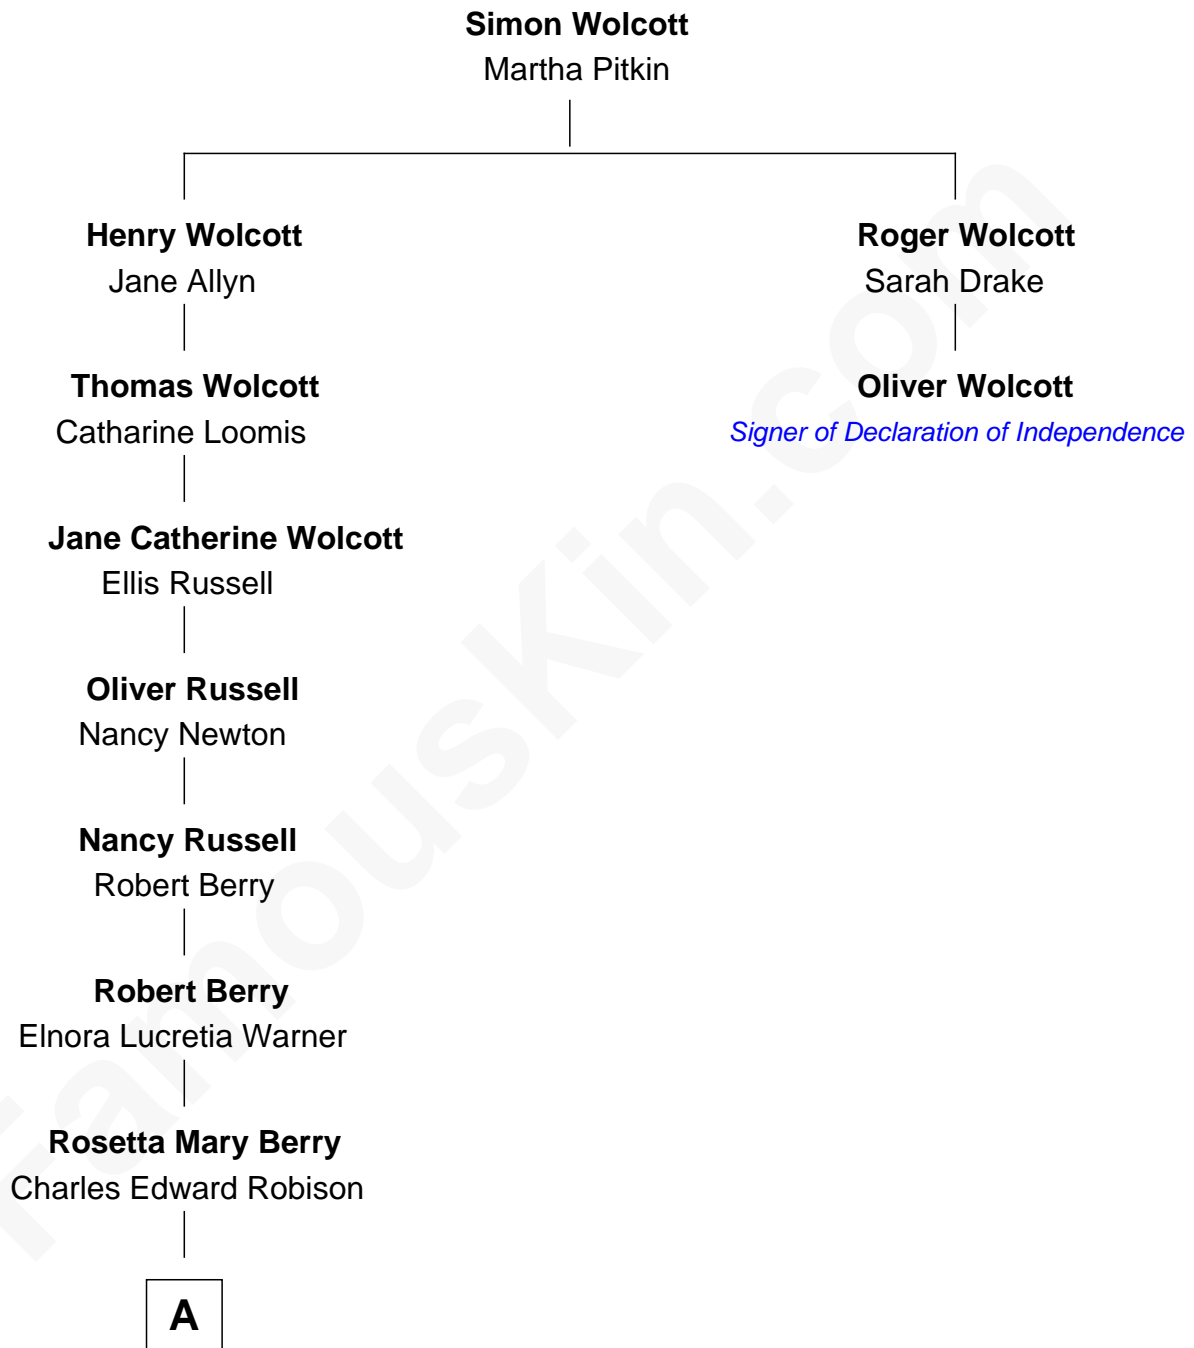 Simon Wolcott
Martha Pitkin
Henry Wolcott
Jane Allyn
Roger Wolcott
Sarah Drake
Thomas Wolcott
Catharine Loomis
Oliver Wolcott
Signer of Declaration of Independence
Jane Catherine Wolcott
Ellis Russell
Oliver Russell
Nancy Newton
Nancy Russell
Robert Berry
Robert Berry
Elnora Lucretia Warner
Rosetta Mary Berry
Charles Edward Robison
A
FamousKin.com